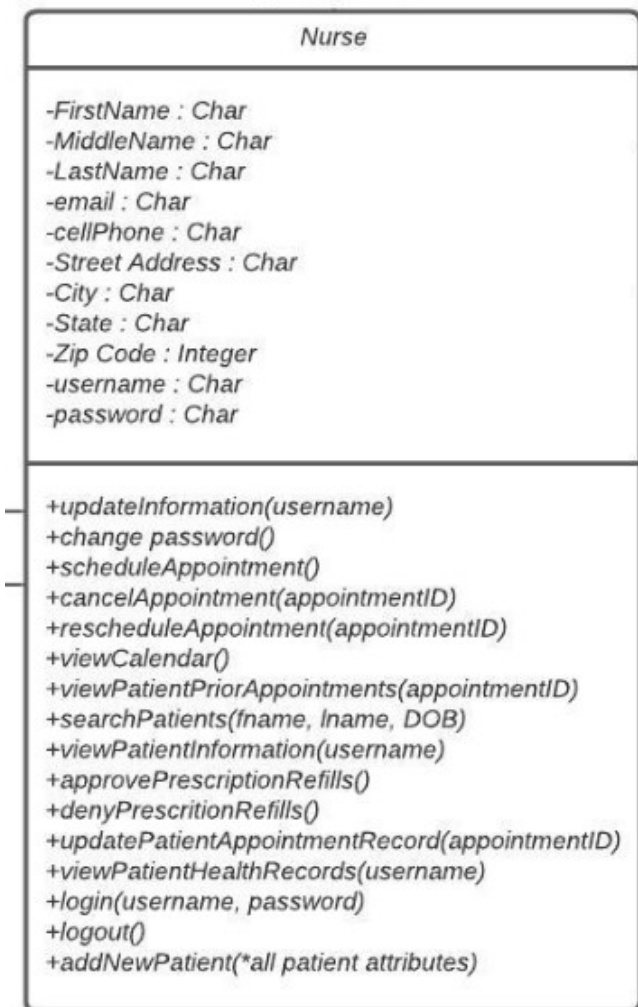 Nurse
-FirstName : Char
-MiddleName : Char
-LastName : Char
-email : Char
-cellPhone : Char
-Street Address : Char
-City : Char
-State : Char
-Zip Code : Integer
-username : Char
-password : Char
+updateInformation(username)
+change password()
+scheduleAppointment()
+cancelAppointment(appointmentID)
+rescheduleAppointment(appointmentID)
+viewCalendar()
+viewPatientPriorAppointments(appointmentID)
+searchPatients(fname, lname, DOB)
+viewPatientInformation(username)
+approvePrescriptionRefills()
+denyPrescritionRefills()
+updatePatientAppointmentRecord(appointmentID)
+viewPatientHealthRecords(username)
+login(username, password)
+logout()
+addNewPatient(*all patient attributes)